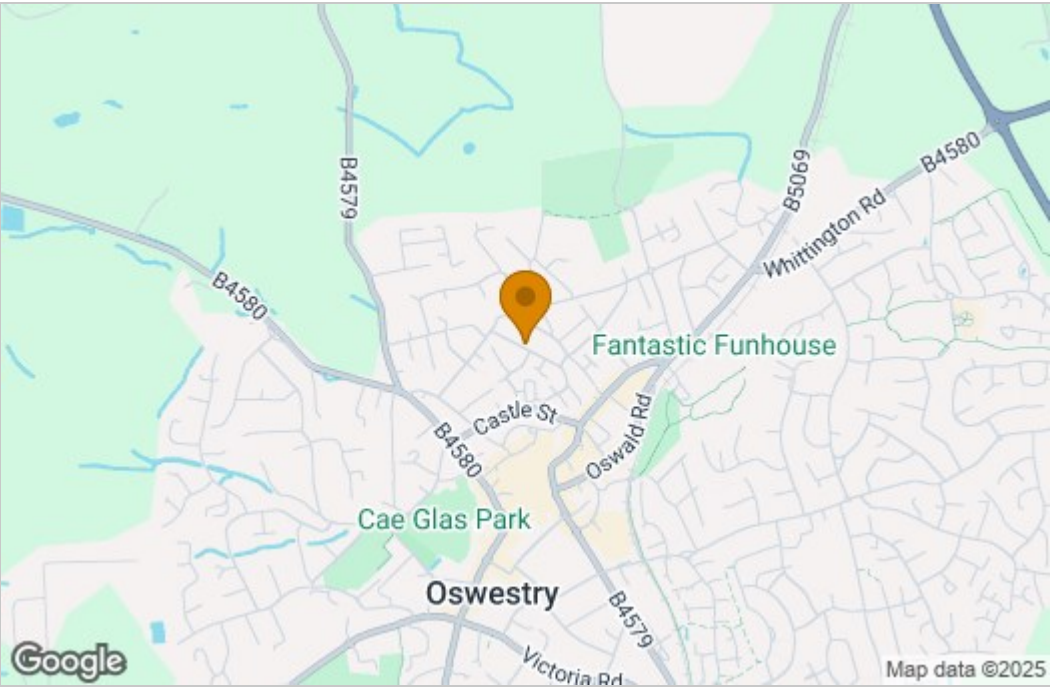 B4579
B5069
B4580
Whittington Rd
B4580
Fantastic Funhouse
Castle St
Oswald Rd
B4580
Cae Glas Park
Oswestry
B4579
Victoria Rd
Google
Map data ©2025